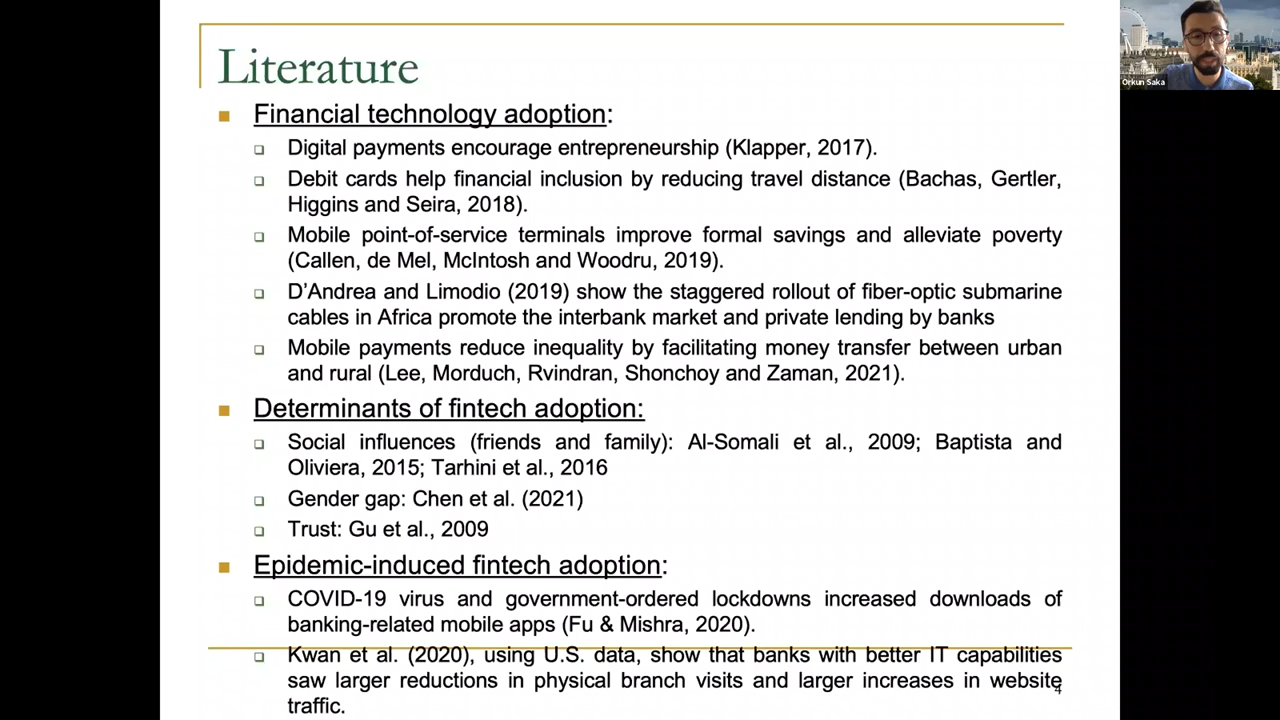 Literature
Financial technology adoption:
Digital payments encourage entrepreneurship (Klapper, 2017).
Debit cards help financial inclusion by reducing travel distance (Bachas, Gertler,
Higgins and Seira, 2018).
Mobile point-of-service terminals improve formal savings and alleviate poverty
(Callen, de Mel, McIntosh and Woodru, 2019).
D’Andrea and Limodio (2019) show the staggered rollout of fiber-optic submarine
cables in Africa promote the interbank market and private lending by banks
Mobile payments reduce inequality by facilitating money transfer between urban
and rural (Lee, Morduch, Rvindran, Shonchoy and Zaman, 2021).
Determinants of fintech adoption:
Social influences (friends and family): Al-Somali et al., 2009; Baptista and
Oliviera, 2015; Tarhini et al., 2016
Gender gap: Chen et al. (2021)
Trust: Gu et al., 2009
Epidemic-induced fintech adoption:
COVID-19 virus and government-ordered lockdowns increased downloads of
banking-related mobile apps (Fu & Mishra, 2020).
Kwan et al. (2020), using U.S. data, show that banks with better IT capabilities
saw larger reductions in physical branch visits and larger increases in website
traffic.
4
Orkun Saka